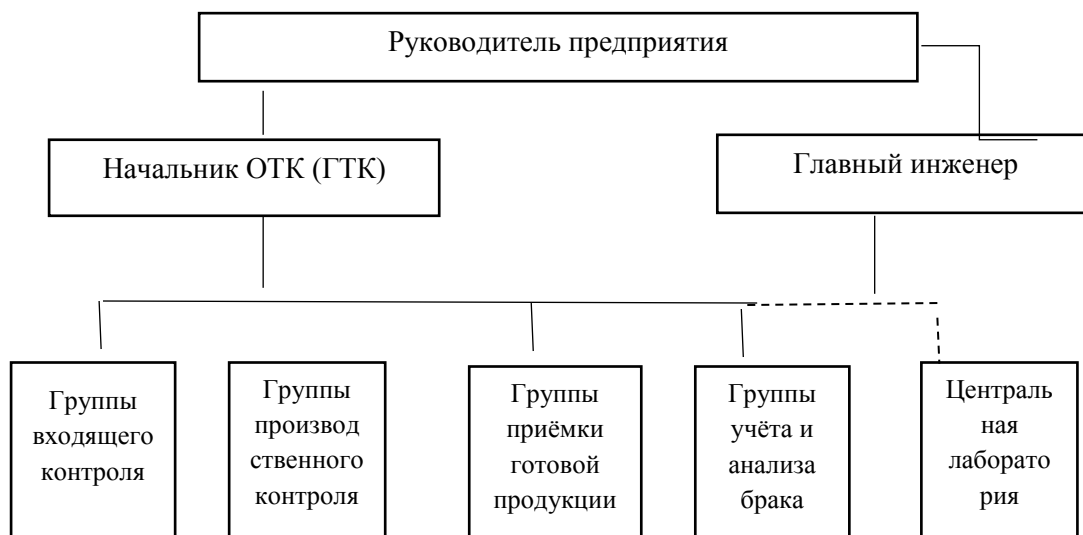 Руководитель предприятия
Начальник ОТК (ГТК)
Главный инженер
Группы
входящего
контроля
Группы
производ
ственного
контроля
Группы
приёмки
готовой
продукции
Группы
учёта и
анализа
брака
Централь
ная
лаборато
рия